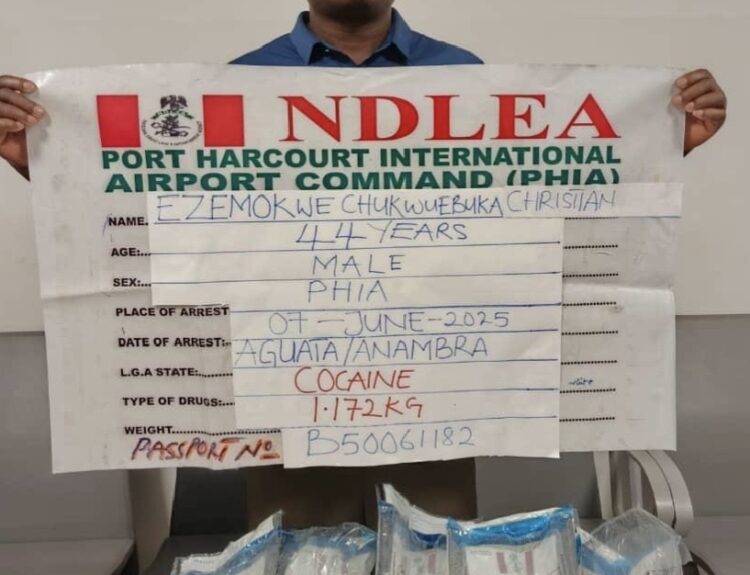 NDLEA
PORT HARCOURT INTERNATIONAL
AIRPORT COMMAND (PHIA)
NAME. EZEMOKWE CHUKWUEBUKA CHRISTIAN
AGE:... 44 YEARS
SEX:... MALE
PLACE OF ARREST PHIA
DATE OF ARREST:.. 07-JUNE-2025
L.G.A STATE:....... AGUATA/ANAMBRA
TYPE OF DRUGS:...... COCAINE
WEIGHT............. 1.172KG
PASSPORT NO B50061182